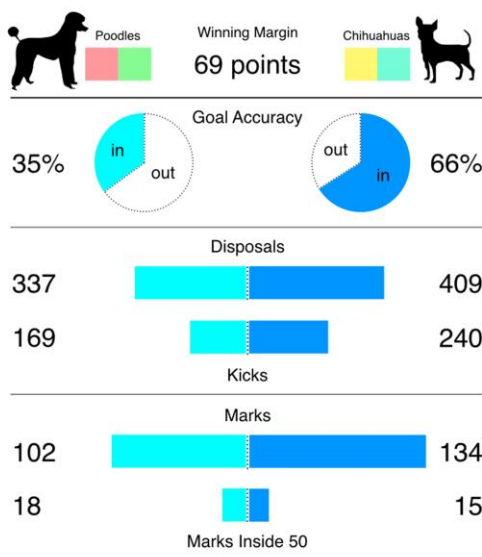 Poodles
Winning Margin
Chihuahuas
69 points
Goal Accuracy
35%
in
out
out
in
66%
Disposals
337
409
169
240
Kicks
Marks
102
134
18
15
Marks Inside 50